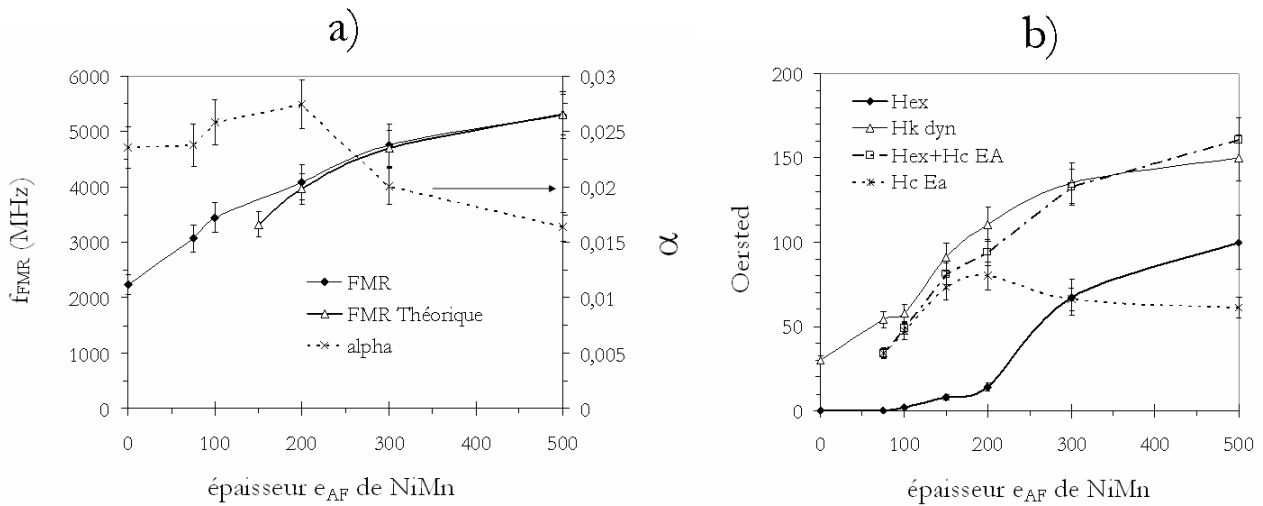 a)
6000
5000
4000
3000
2000
1000
0
f_FMR (MHz)
0,03
0,025
0,02
0,015
0,01
0,005
0
α
FMR
FMR Théorique
alpha
0 100 200 300 400 500
épaisseur e_AF de NiMn
b)
200
150
100
50
0
Oersted
Hex
Hk dyn
Hex+Hc EA
Hc Ea
0 100 200 300 400 500
épaisseur e_AF de NiMn